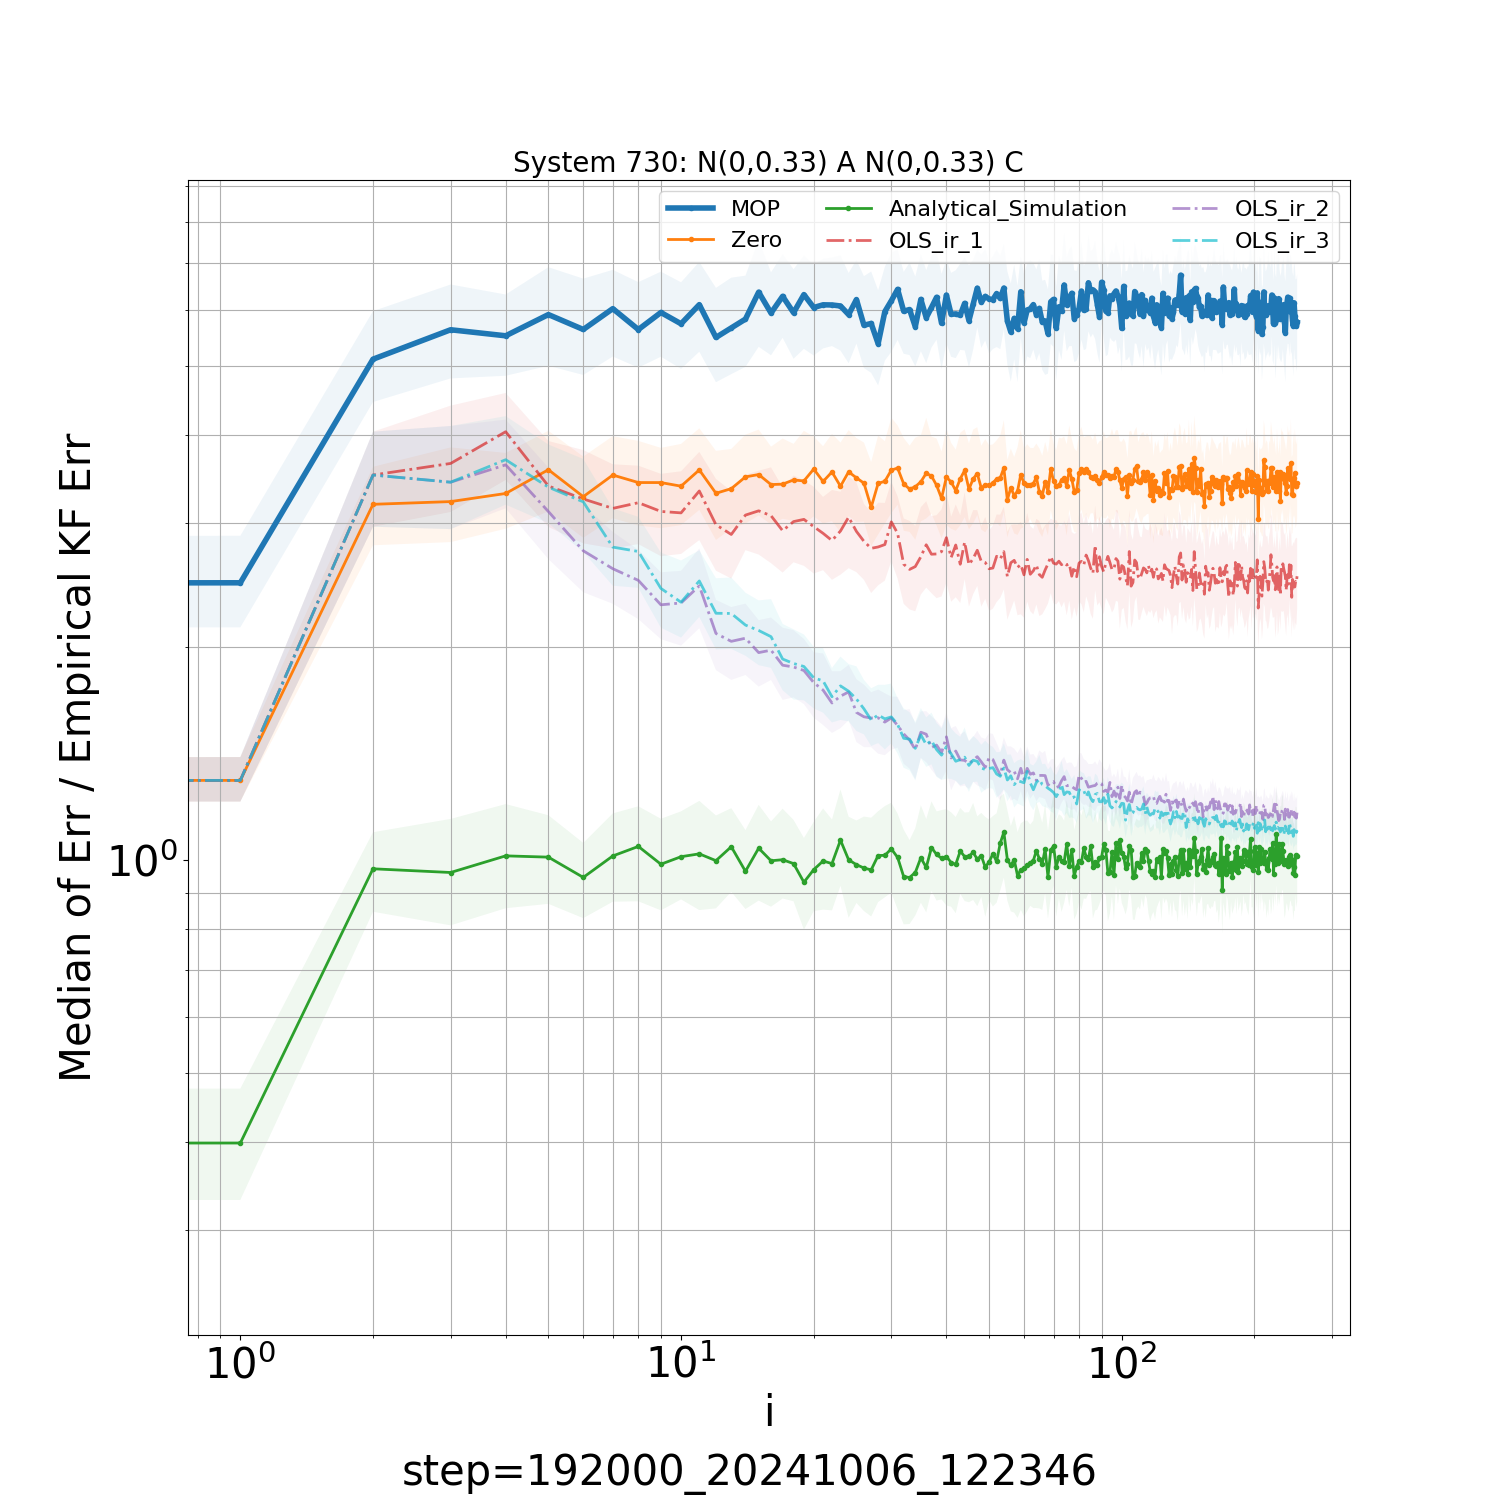 System 730: N(0,0.33) A N(0,0.33) C
MOP
Zero
Analytical_Simulation
OLS_ir_1
OLS_ir_2
OLS_ir_3
Median of Err / Empirical KF Err
10⁰
10⁰ 10¹ 10²
i
step=192000_20241006_122346